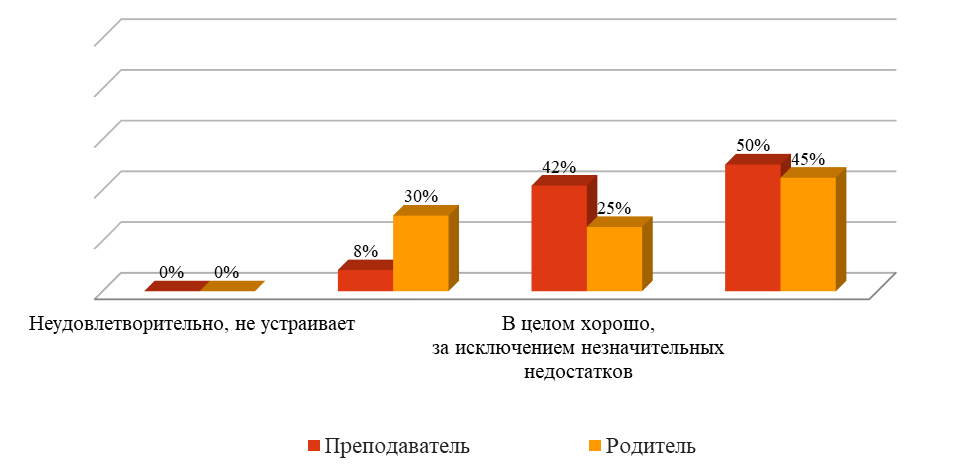 50%
45%
42%
25%
30%
8%
0%
0%
Неудовлетворительно, не устраивает
В целом хорошо,
за исключением незначительных
недостатков
Преподаватель
Родитель